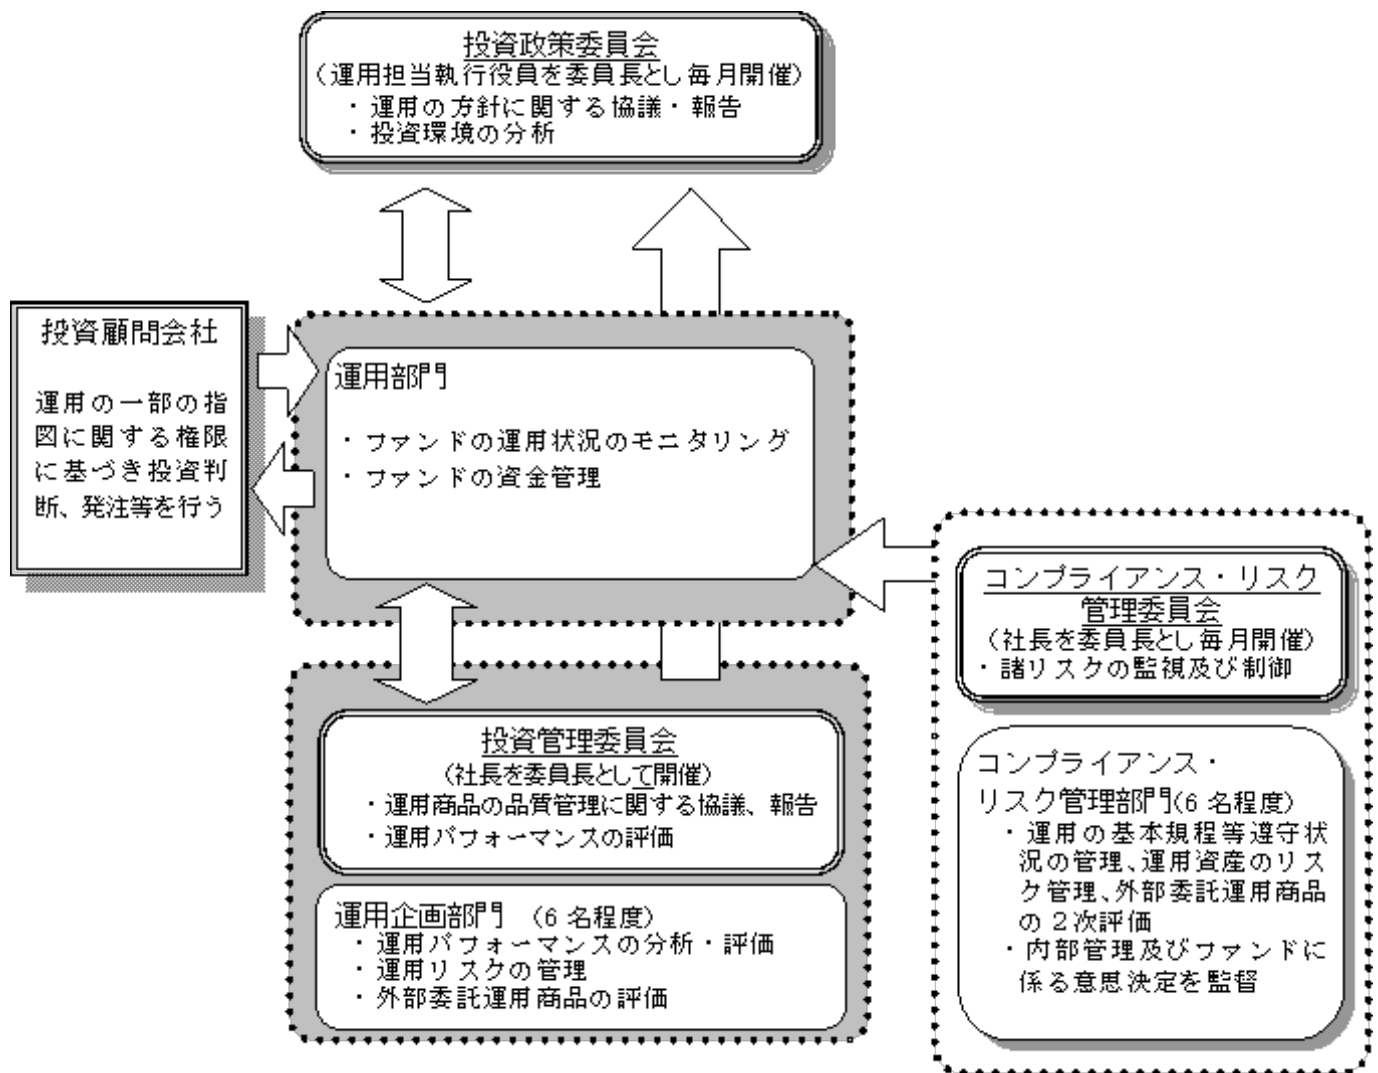 投資政策委員会
（運用担当執行役員を委員長とし毎月開催）
・運用の方針に関する協議・報告
・投資環境の分析
投資顧問会社
運用の一部の指
図に関する権限
に基づき投資判
断、発注等を行う
運用部門
・ファンドの運用状況のモニタリング
・ファンドの資金管理
投資管理委員会
（社長を委員長として開催）
・運用商品の品質管理に関する協議、報告
・運用パフォーマンスの評価
運用企画部門（6 名程度）
・運用パフォーマンスの分析・評価
・運用リスクの管理
・外部委託運用商品の評価
コンプライアンス・リスク
管理委員会
（社長を委員長とし毎月開催）
・諸リスクの監視及び制御
コンプライアンス・
リスク管理部門（6 名程度）
・運用の基本規程等遵守状
況の管理、運用資産のリス
ク管理、外部委託運用商品
の２次評価
・内部管理及びファンドに
係る意思決定を監督